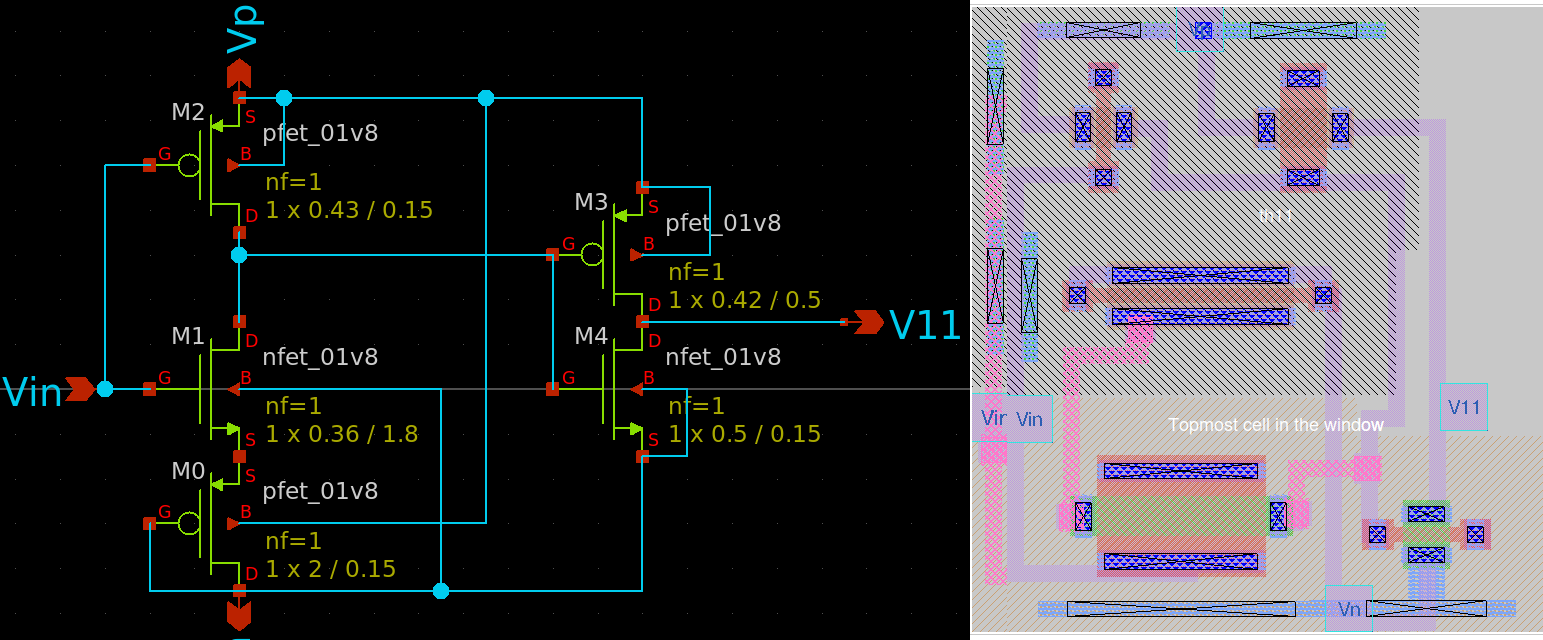 Vp
M2
S
pfet_01v8
G
B
nf=1
1 x 0.43 / 0.15
D
M3
S
pfet_01v8
G
B
nf=1
1 x 0.42 / 0.5
D
V11
M1
D
nfet_01v8
G
B
nf=1
1 x 0.36 / 1.8
S
Vin
M4
D
nfet_01v8
G
B
nf=1
1 x 0.5 / 0.15
S
M0
S
pfet_01v8
G
B
nf=1
1 x 2 / 0.15
D
th11
Vin
Vin
V11
Topmost cell in the window
Vn